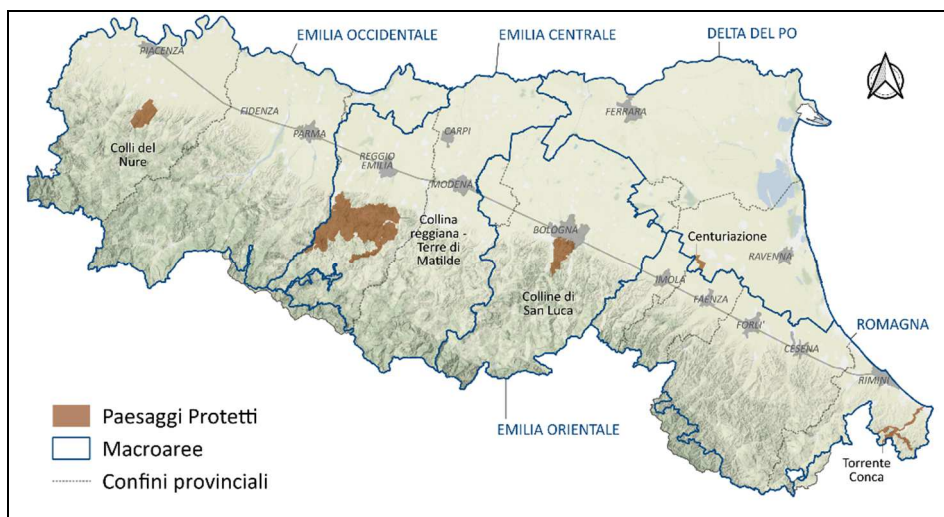 EMILIA OCCIDENTALE
EMILIA CENTRALE
DELTA DEL PO
PIACENZA
FIDENZA
PARMA
CARPI
FERRARA
Colli del
Nure
REGGIO
EMILIA
MODENA
Collina
reggiana -
Terre di
Matilde
BOLOGNA
Centuriazione
RAVENNA
Colline di
San Luca
IMOLA
FAENZA
FORLI'
CESENA
ROMAGNA
RIMINI
EMILIA ORIENTALE
Torrente
Conca
Paesaggi Protetti
Macroaree
Confini provinciali